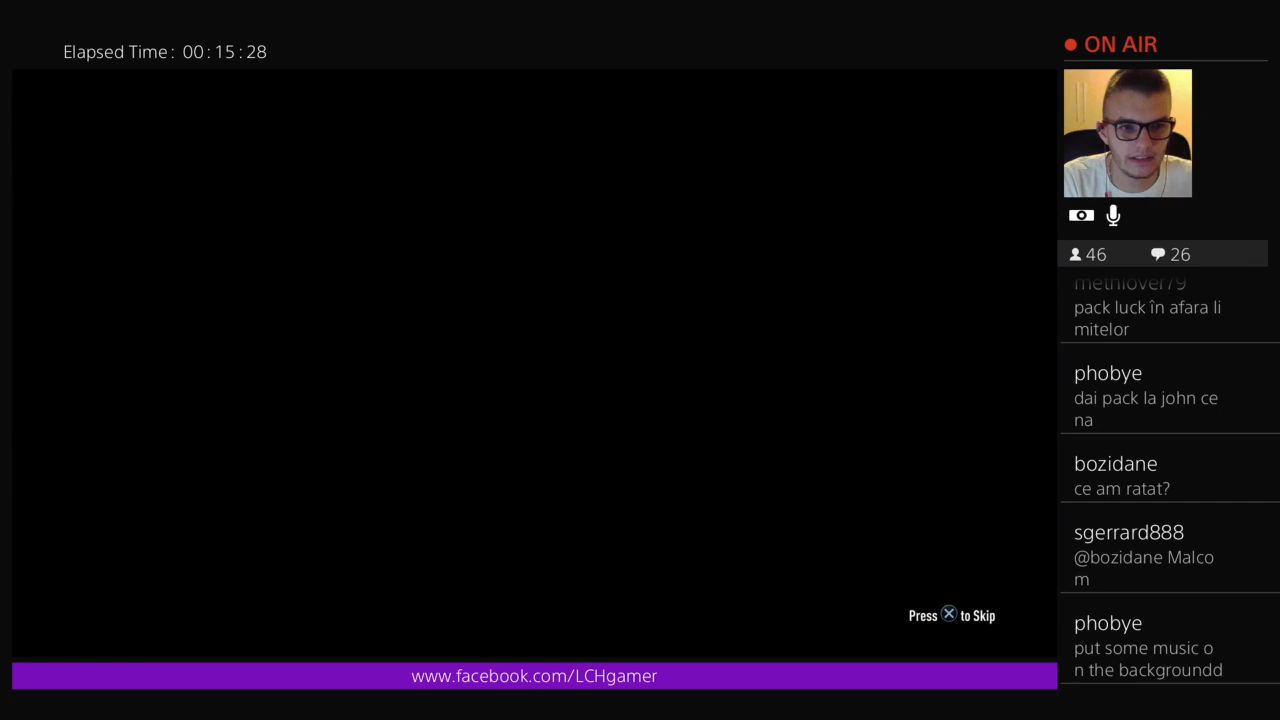 Elapsed Time: 00:15:28
ON AIR
46 26
methlover79
pack luck în afara li
mitelor
phobye
dai pack la john ce
na
bozidane
ce am ratat?
sgerrard888
@bozidane Malco
m
phobye
put some music o
n the backgroundd
Press to Skip
www.facebook.com/LCHgamer